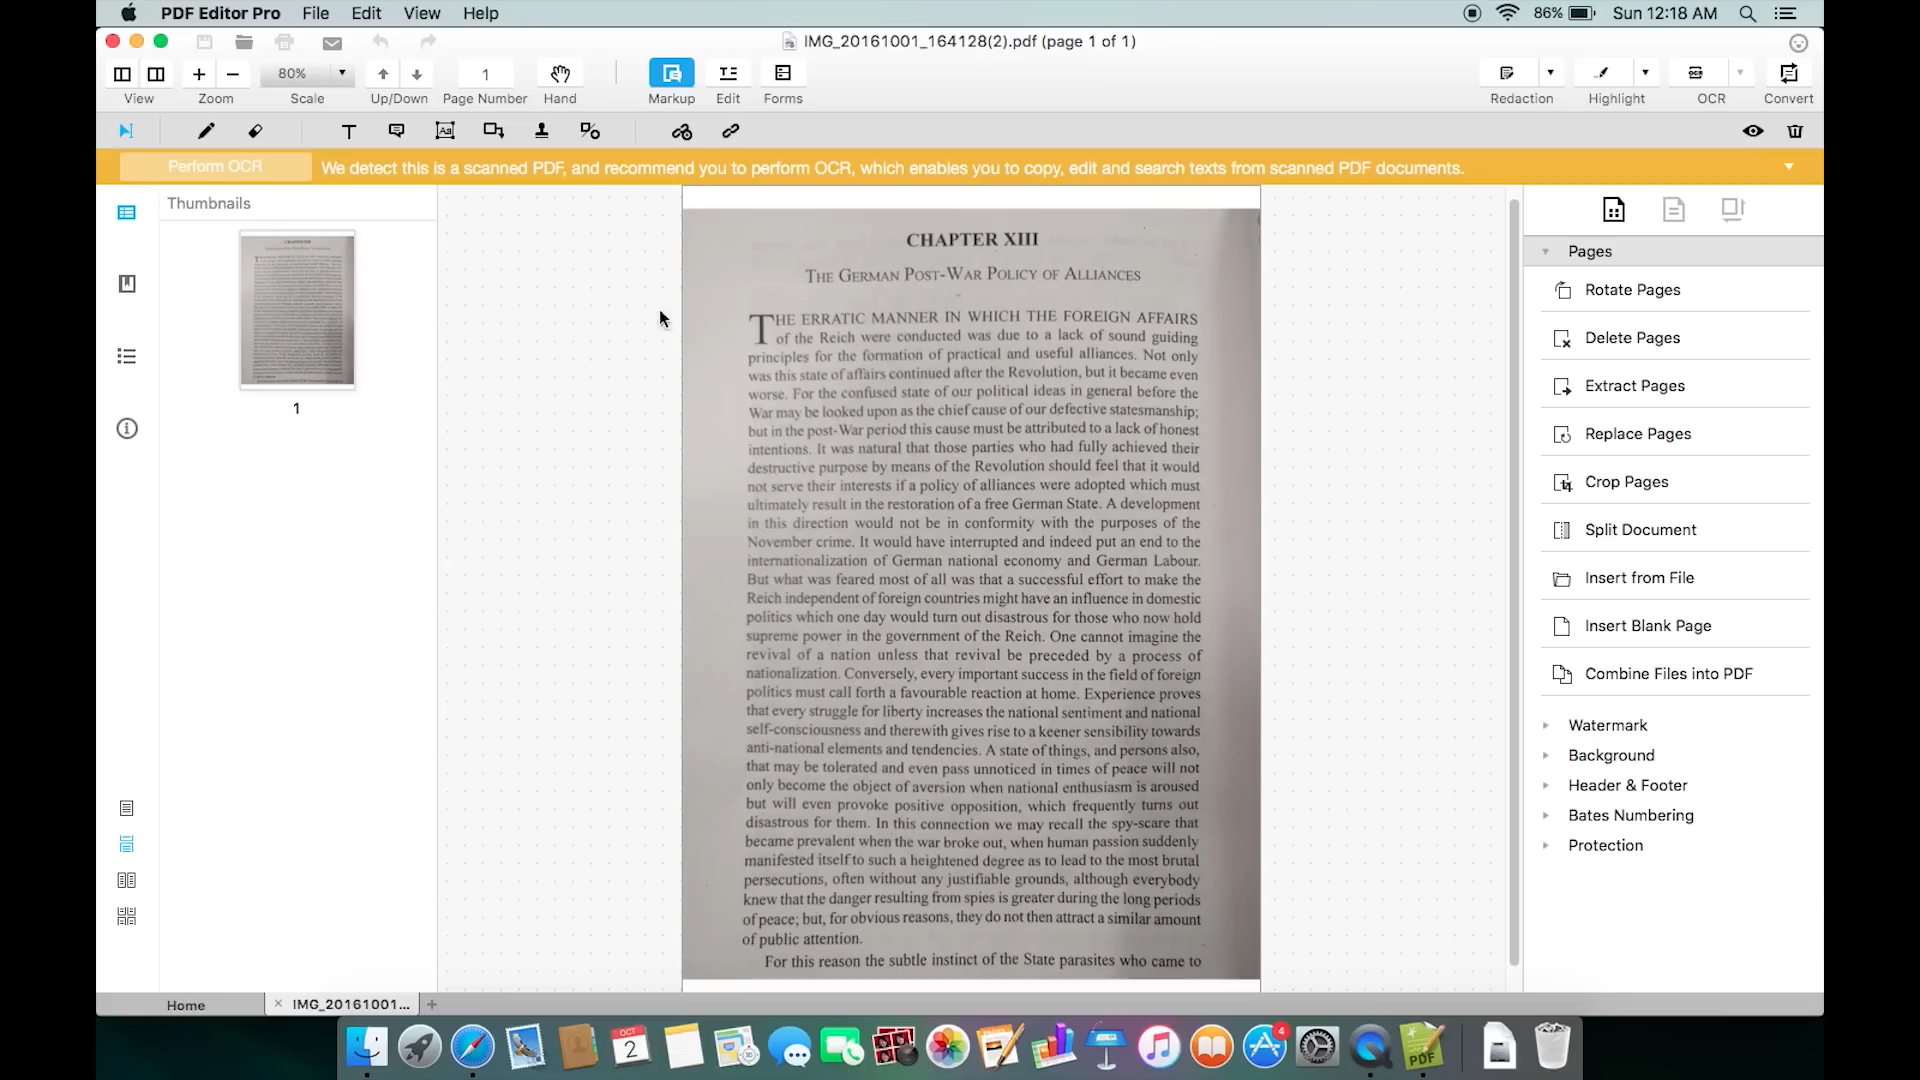 PDF Editor Pro File Edit View Help 86% Sun 12:18 AM
IMG_20161001_164128(2).pdf (page 1 of 1)
80% 1
View Zoom Scale Up/Down Page Number Hand Markup Edit Forms Redaction Highlight OCR Convert
Perform OCR We detect this is a scanned PDF, and recommend you to perform OCR, which enables you to copy, edit and search texts from scanned PDF documents.
Thumbnails
1
CHAPTER XIII
THE GERMAN POST-WAR POLICY OF ALLIANCES
THE ERRATIC MANNER IN WHICH THE FOREIGN AFFAIRS
of the Reich were conducted was due to a lack of sound guiding
principles for the formation of practical and useful alliances. Not only
was this state of affairs continued after the Revolution, but it became even
worse. For the confused state of our political ideas in general before the
War may be looked upon as the chief cause of our defective statesmanship;
but in the post-War period this cause must be attributed to a lack of honest
intentions. It was natural that those parties who had fully achieved their
destructive purpose by means of the Revolution should feel that it would
not serve their interests if a policy of alliances were adopted which must
ultimately result in the restoration of a free German State. A development
in this direction would not be in conformity with the purposes of the
November crime. It would have interrupted and indeed put an end to the
internationalization of German national economy and German Labour.
But what was feared most of all was that a successful effort to make the
Reich independent of foreign countries might have an influence in domestic
politics which one day would turn out disastrous for those who now hold
supreme power in the government of the Reich. One cannot imagine the
revival of a nation unless that revival be preceded by a process of
nationalization. Conversely, every important success in the field of foreign
politics must call forth a favourable reaction at home. Experience proves
that every struggle for liberty increases the national sentiment and national
self-consciousness and therewith gives rise to a keener sensibility towards
anti-national elements and tendencies. A state of things, and persons also,
that may be tolerated and even pass unnoticed in times of peace will not
only become the object of aversion when national enthusiasm is aroused
but will even provoke positive opposition, which frequently turns out
disastrous for them. In this connection we may recall the spy-scare that
became prevalent when the war broke out, when human passion suddenly
manifested itself to such a heightened degree as to lead to the most brutal
persecutions, often without any justifiable grounds, although everybody
knew that the danger resulting from spies is greater during the long periods
of peace; but, for obvious reasons, they do not then attract a similar amount
of public attention.
For this reason the subtle instinct of the State parasites who came to
Pages
Rotate Pages
Delete Pages
Extract Pages
Replace Pages
Crop Pages
Split Document
Insert from File
Insert Blank Page
Combine Files into PDF
Watermark
Background
Header & Footer
Bates Numbering
Protection
Home IMG_20161001...
OCT
2
4
PDF